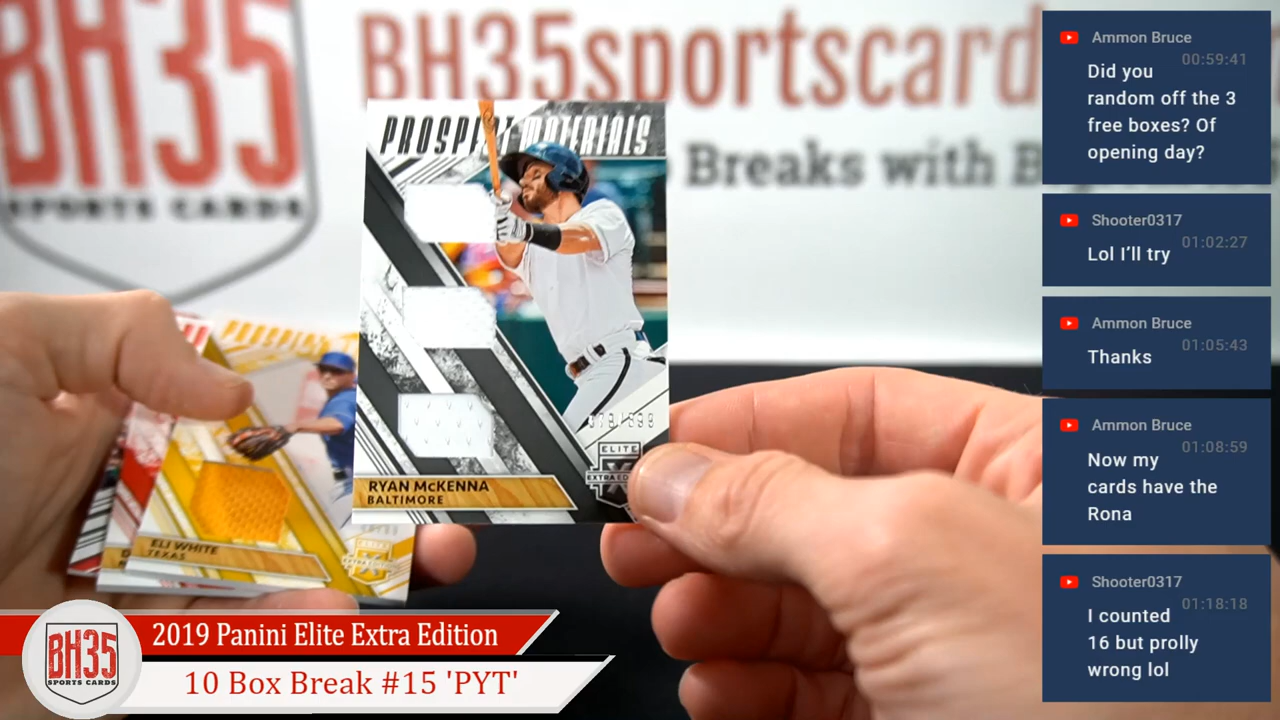 BH35
SPORTS CARDS
BH35sportscard
Breaks with B
PROSPECT MATERIALS
RYAN McKENNA
BALTIMORE
ELITE
EXTRA EDITION
ELI WHITE
TEXAS
BH35
SPORTS CARDS
2019 Panini Elite Extra Edition
10 Box Break #15 'PYT'
Ammon Bruce
00:59:41
Did you
random off the 3
free boxes? Of
opening day?
Shooter0317
01:02:27
Lol I’ll try
Ammon Bruce
01:05:43
Thanks
Ammon Bruce
01:08:59
Now my
cards have the
Rona
Shooter0317
01:18:18
I counted
16 but prolly
wrong lol